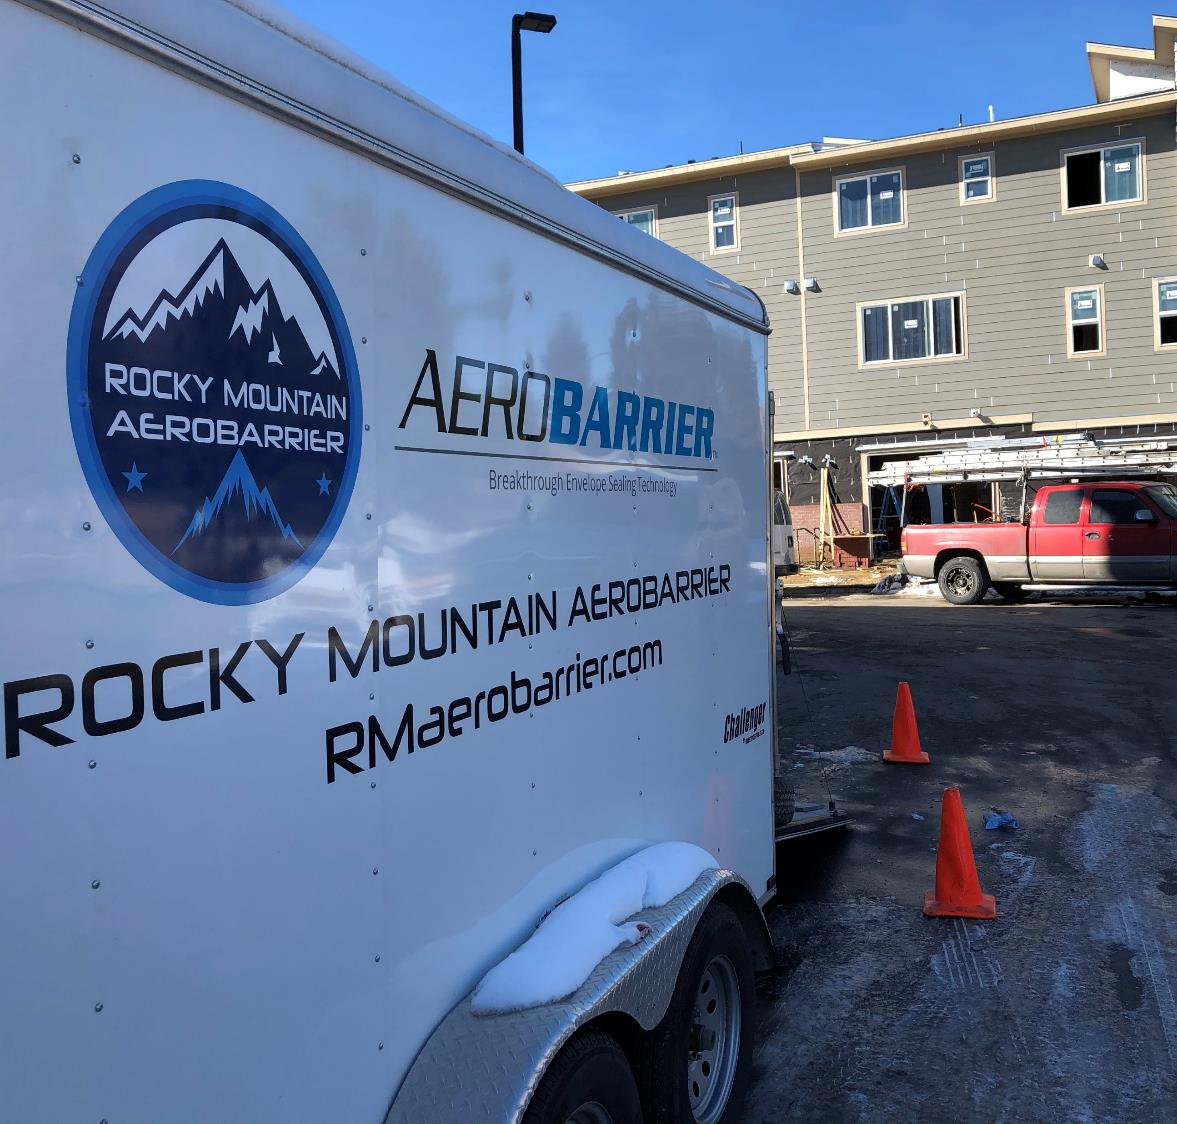 ROCKY MOUNTAIN
AEROBARRIER
AEROBARRIER
Breakthrough Envelope Sealing Technology
ROCKY MOUNTAIN AEROBARRIER
RMaerobarrier.com
Challenger